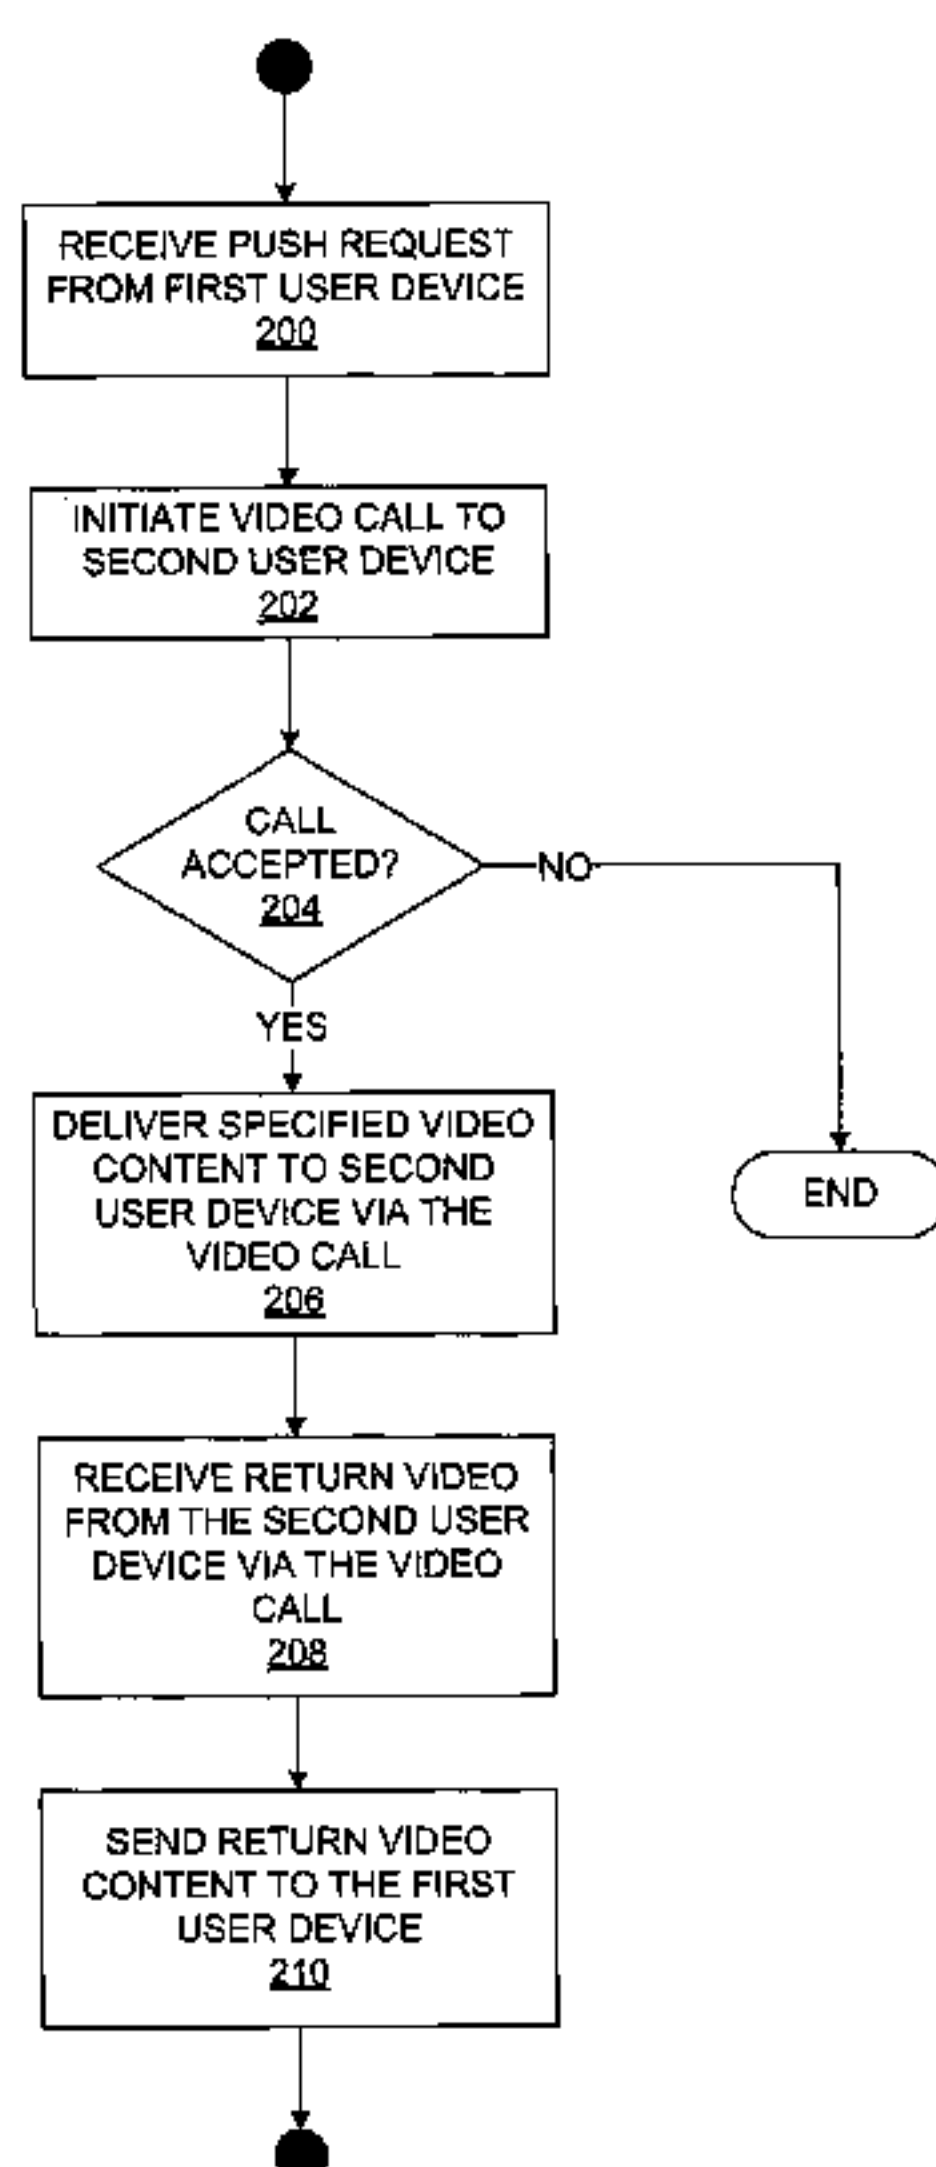 RECEIVE PUSH REQUEST
FROM FIRST USER DEVICE
200
INITIATE VIDEO CALL TO
SECOND USER DEVICE
202
CALL
ACCEPTED?
204
NO
YES
DELIVER SPECIFIED VIDEO
CONTENT TO SECOND
USER DEVICE VIA THE
VIDEO CALL
206
END
RECEIVE RETURN VIDEO
FROM THE SECOND USER
DEVICE VIA THE VIDEO
CALL
208
SEND RETURN VIDEO
CONTENT TO THE FIRST
USER DEVICE
210